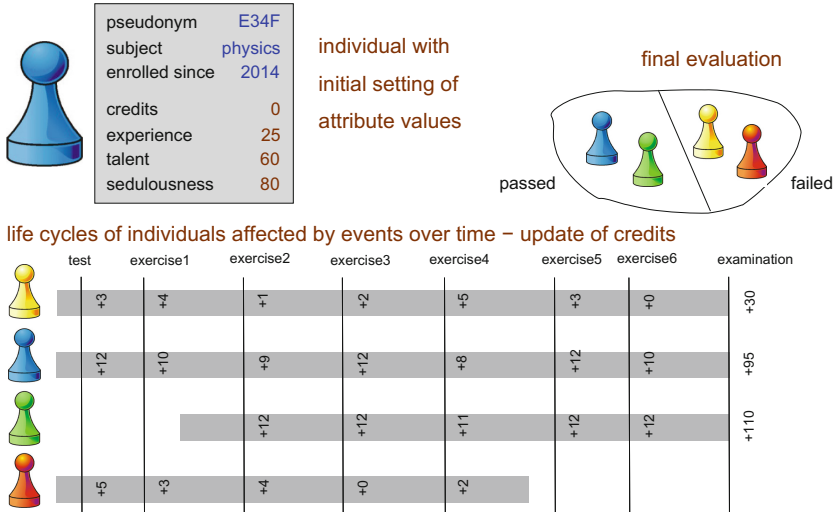 pseudonym E34F
subject physics
enrolled since 2014
credits 0
experience 25
talent 60
sedulousness 80
individual with
initial setting of
attribute values
final evaluation
passed
failed
life cycles of individuals affected by events over time – update of credits
test exercise1 exercise2 exercise3 exercise4 exercise5 exercise6 examination
+3 +4 +1 +2 +5 +3 +0 +30
+12 +10 +9 +12 +8 +12 +10 +95
+12 +12 +11 +12 +12 +110
+5 +3 +4 +0 +2